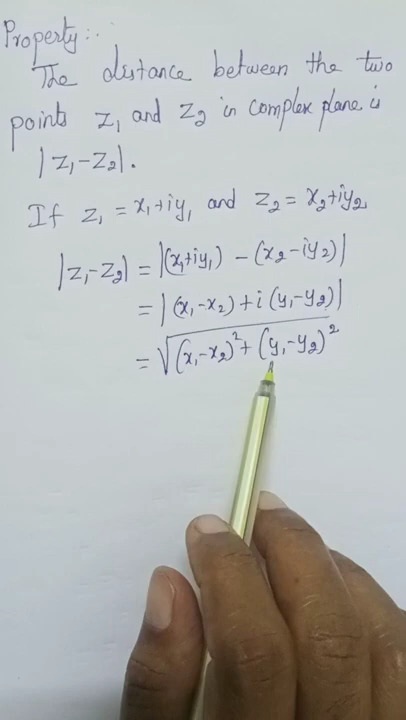 Property:-
The distance between the two
points z₁ and z₂ in complex plane is
|z₁-z₂|.
If z₁ = x₁+iy₁ and z₂ = x₂+iy₂
|z₁-z₂| = |(x₁+iy₁) - (x₂-iy₂)|
= |(x₁-x₂)+i(y₁-y₂)|
= √(x₁-x₂)²+(y₁-y₂)²